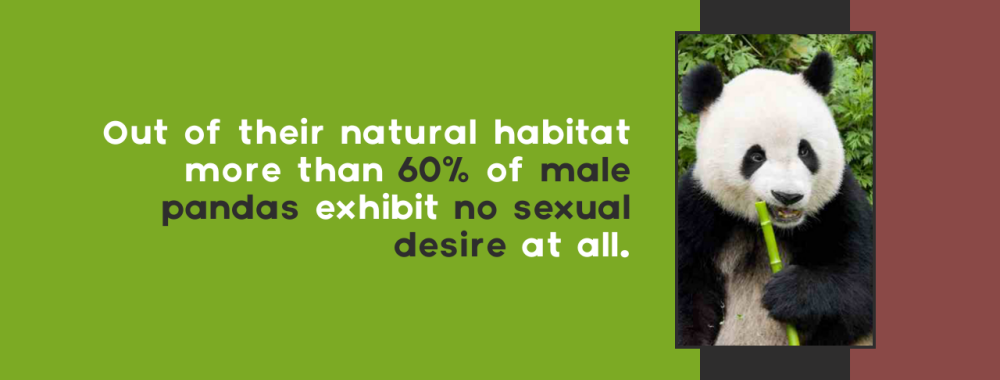 Out of their natural habitat
more than 60% of male
pandas exhibit no sexual
desire at all.